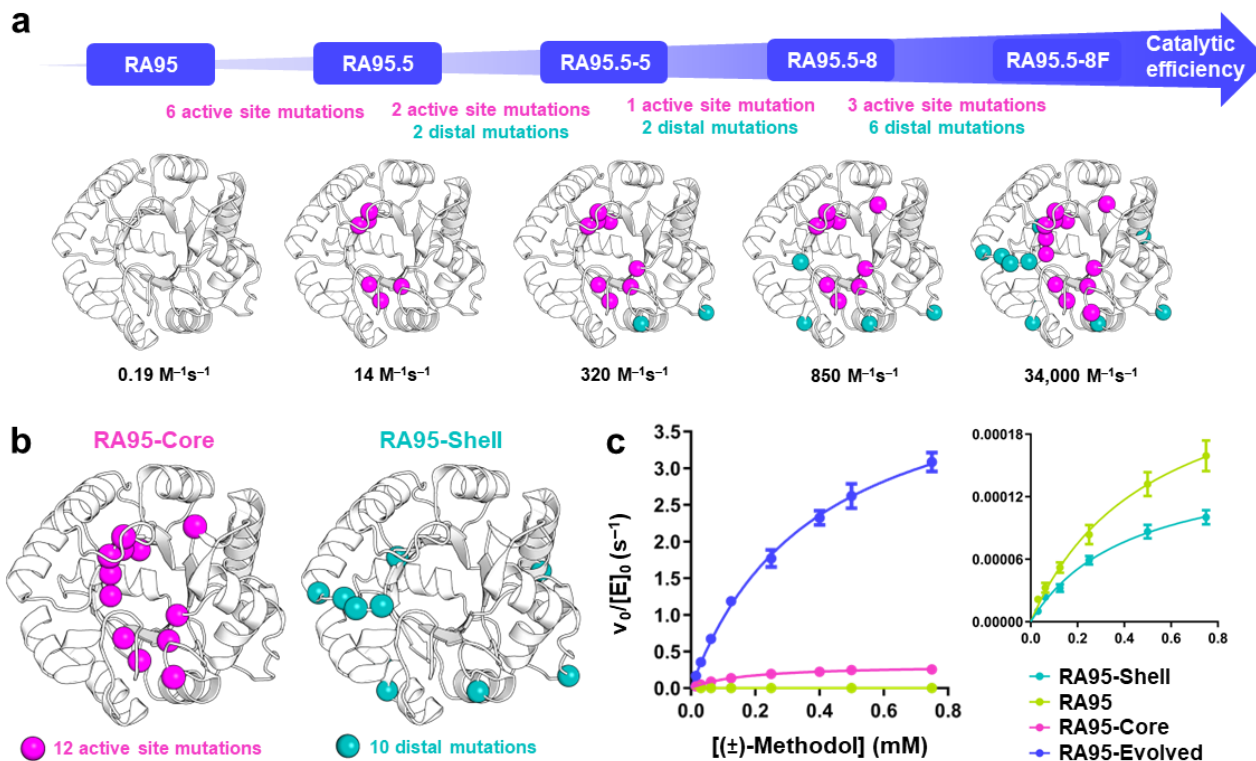 a
RA95
RA95.5
RA95.5-5
RA95.5-8
RA95.5-8F
Catalytic
efficiency
6 active site mutations
2 active site mutations
2 distal mutations
1 active site mutation
2 distal mutations
3 active site mutations
6 distal mutations
0.19 M⁻¹s⁻¹
14 M⁻¹s⁻¹
320 M⁻¹s⁻¹
850 M⁻¹s⁻¹
34,000 M⁻¹s⁻¹
b
RA95-Core
RA95-Shell
12 active site mutations
10 distal mutations
c
v₀/[E]₀ (s⁻¹)
3.5
3.0
2.5
2.0
1.5
1.0
0.5
0.0
0.0
0.2
0.4
0.6
0.8
[(±)-Methodol] (mM)
0.00018
0.00012
0.00006
0.00000
0.0
0.2
0.4
0.6
0.8
RA95-Shell
RA95
RA95-Core
RA95-Evolved